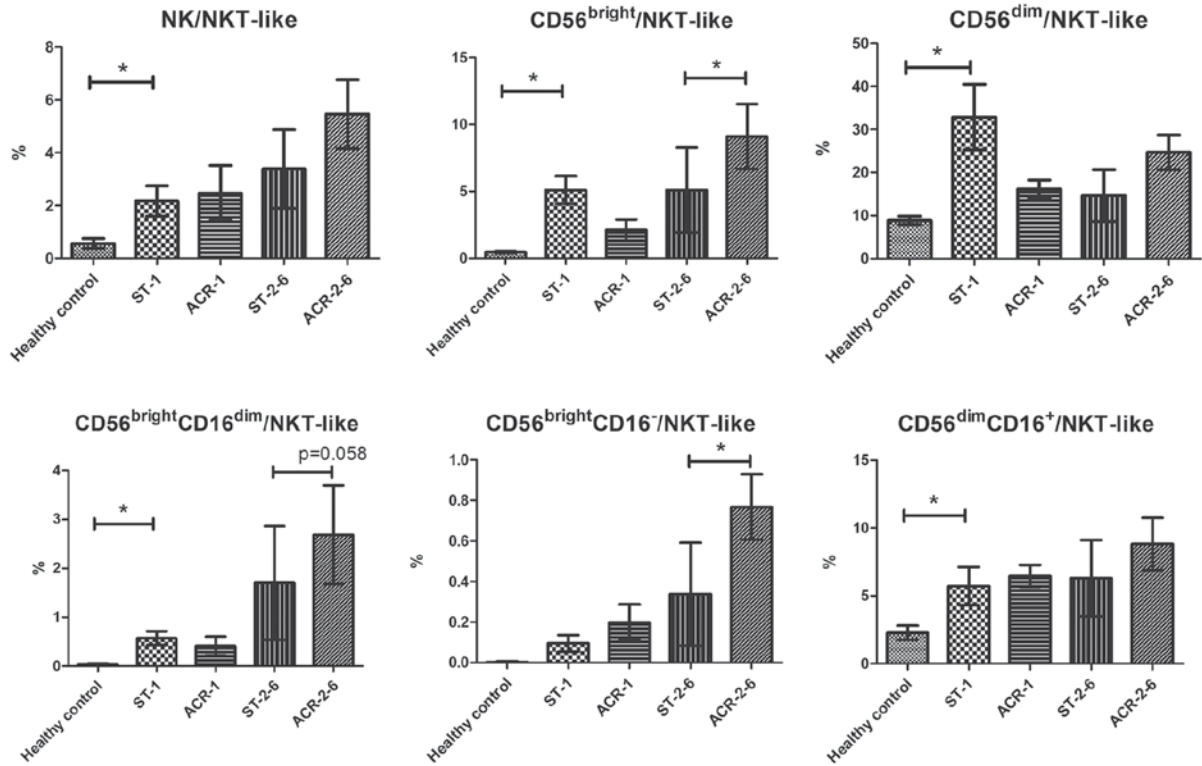 NK/NKT-like
%
8
6
4
2
0
*
Healthy control
ST-1
ACR-1
ST-2-6
ACR-2-6
CD56bright/NKT-like
%
15
10
5
0
*
*
Healthy control
ST-1
ACR-1
ST-2-6
ACR-2-6
CD56dim/NKT-like
%
50
40
30
20
10
0
*
Healthy control
ST-1
ACR-1
ST-2-6
ACR-2-6
CD56brightCD16dim/NKT-like
p=0.058
%
4
3
2
1
0
*
Healthy control
ST-1
ACR-1
ST-2-6
ACR-2-6
CD56brightCD16-/NKT-like
%
1.0
0.8
0.6
0.4
0.2
0.0
*
Healthy control
ST-1
ACR-1
ST-2-6
ACR-2-6
CD56dimCD16+/NKT-like
%
15
10
5
0
*
Healthy control
ST-1
ACR-1
ST-2-6
ACR-2-6